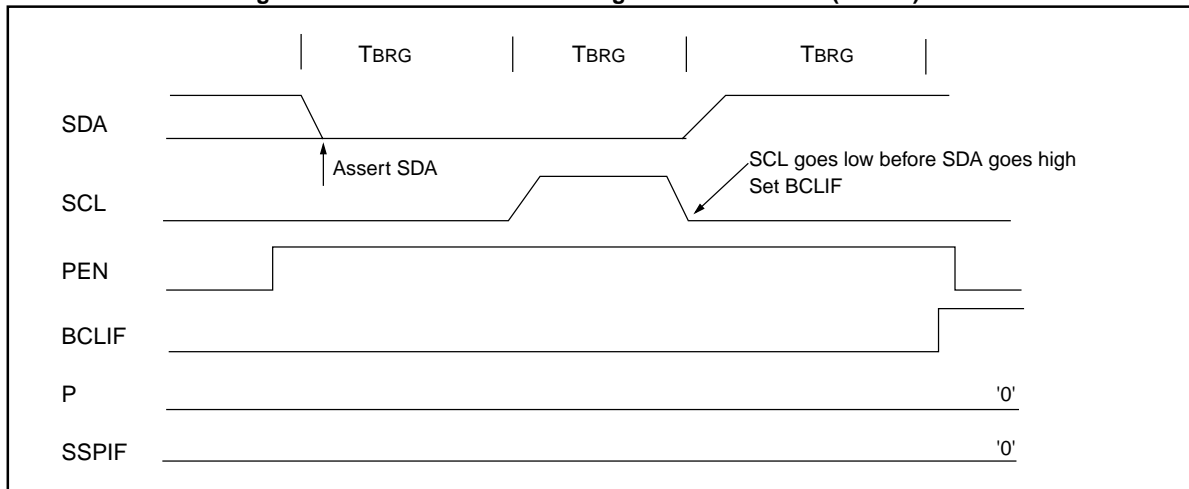 TBRG TBRG TBRG
SDA
Assert SDA
SCL goes low before SDA goes high
Set BCLIF
SCL
PEN
BCLIF
P '0'
SSPIF '0'